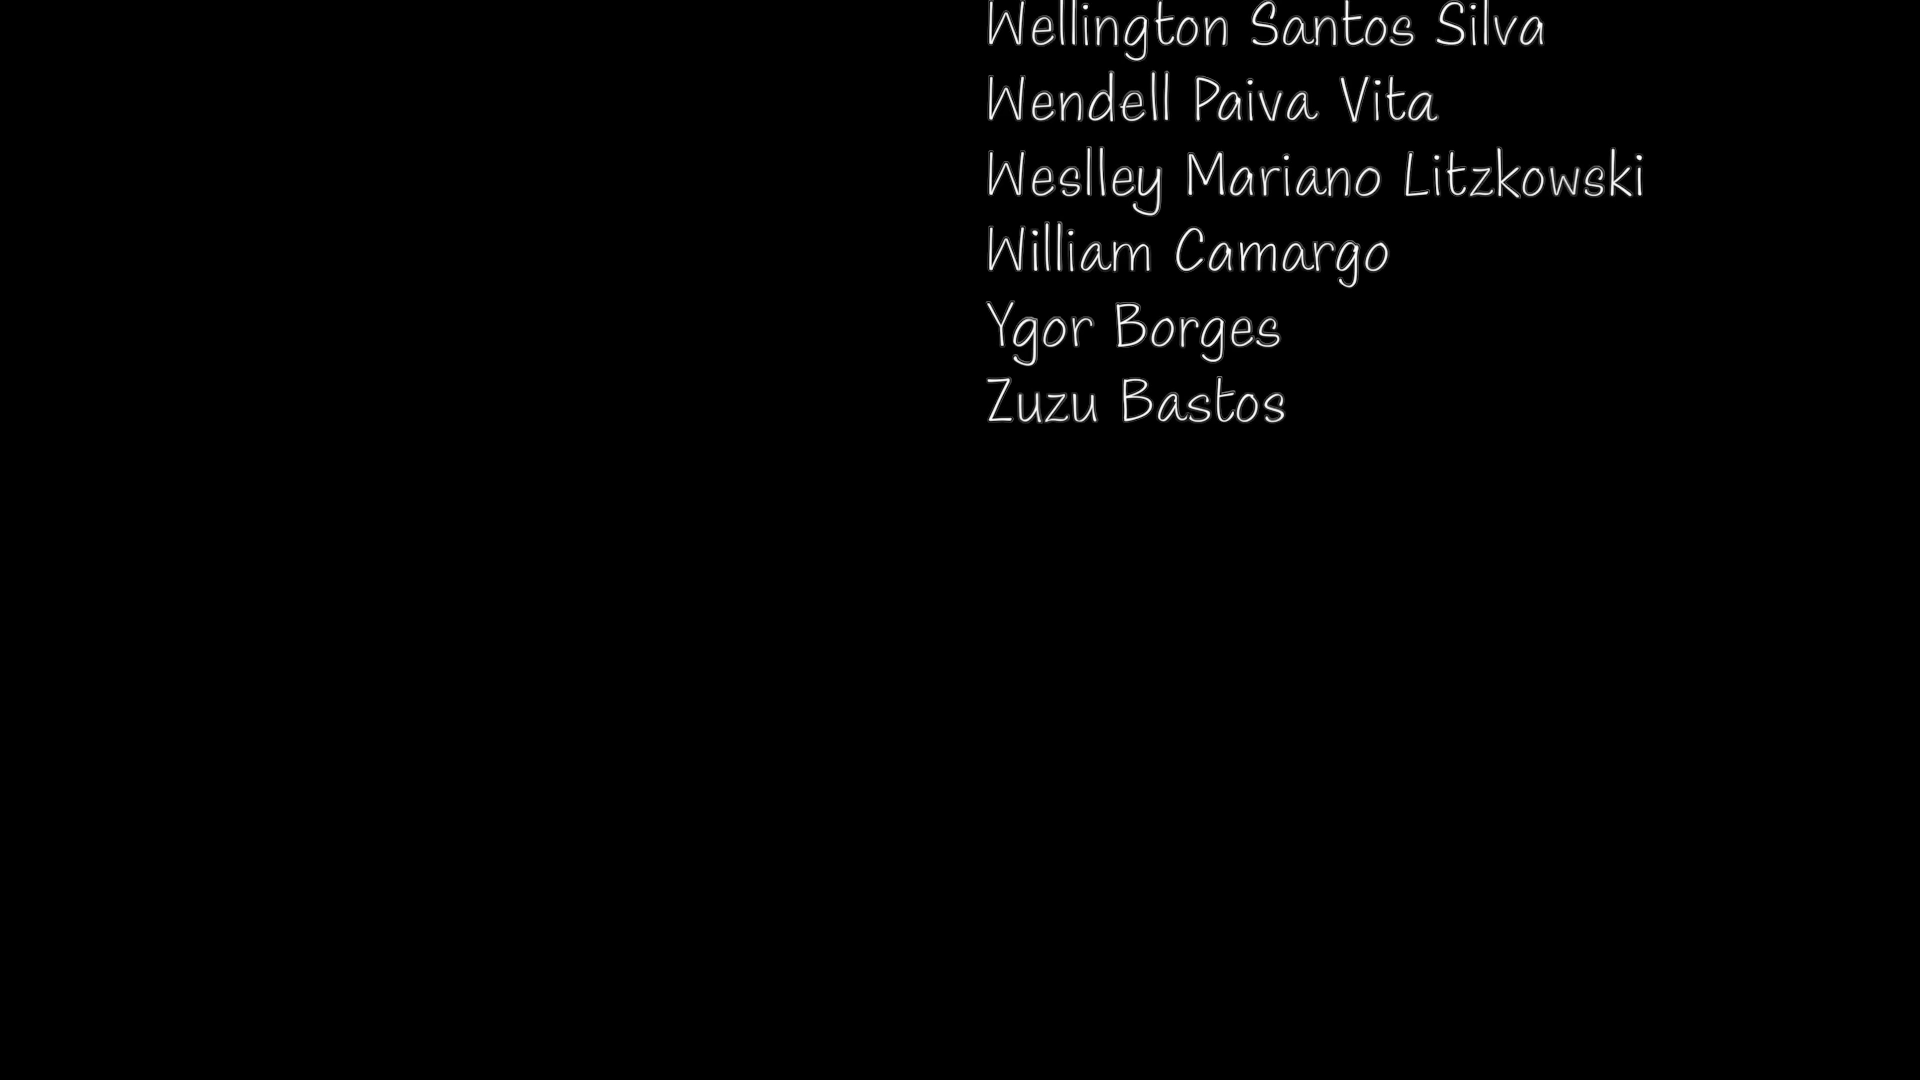 Wellington Santos Silva
Wendell Paiva Vita
Weslley Mariano Litzkowski
William Camargo
Ygor Borges
Zuzu Bastos